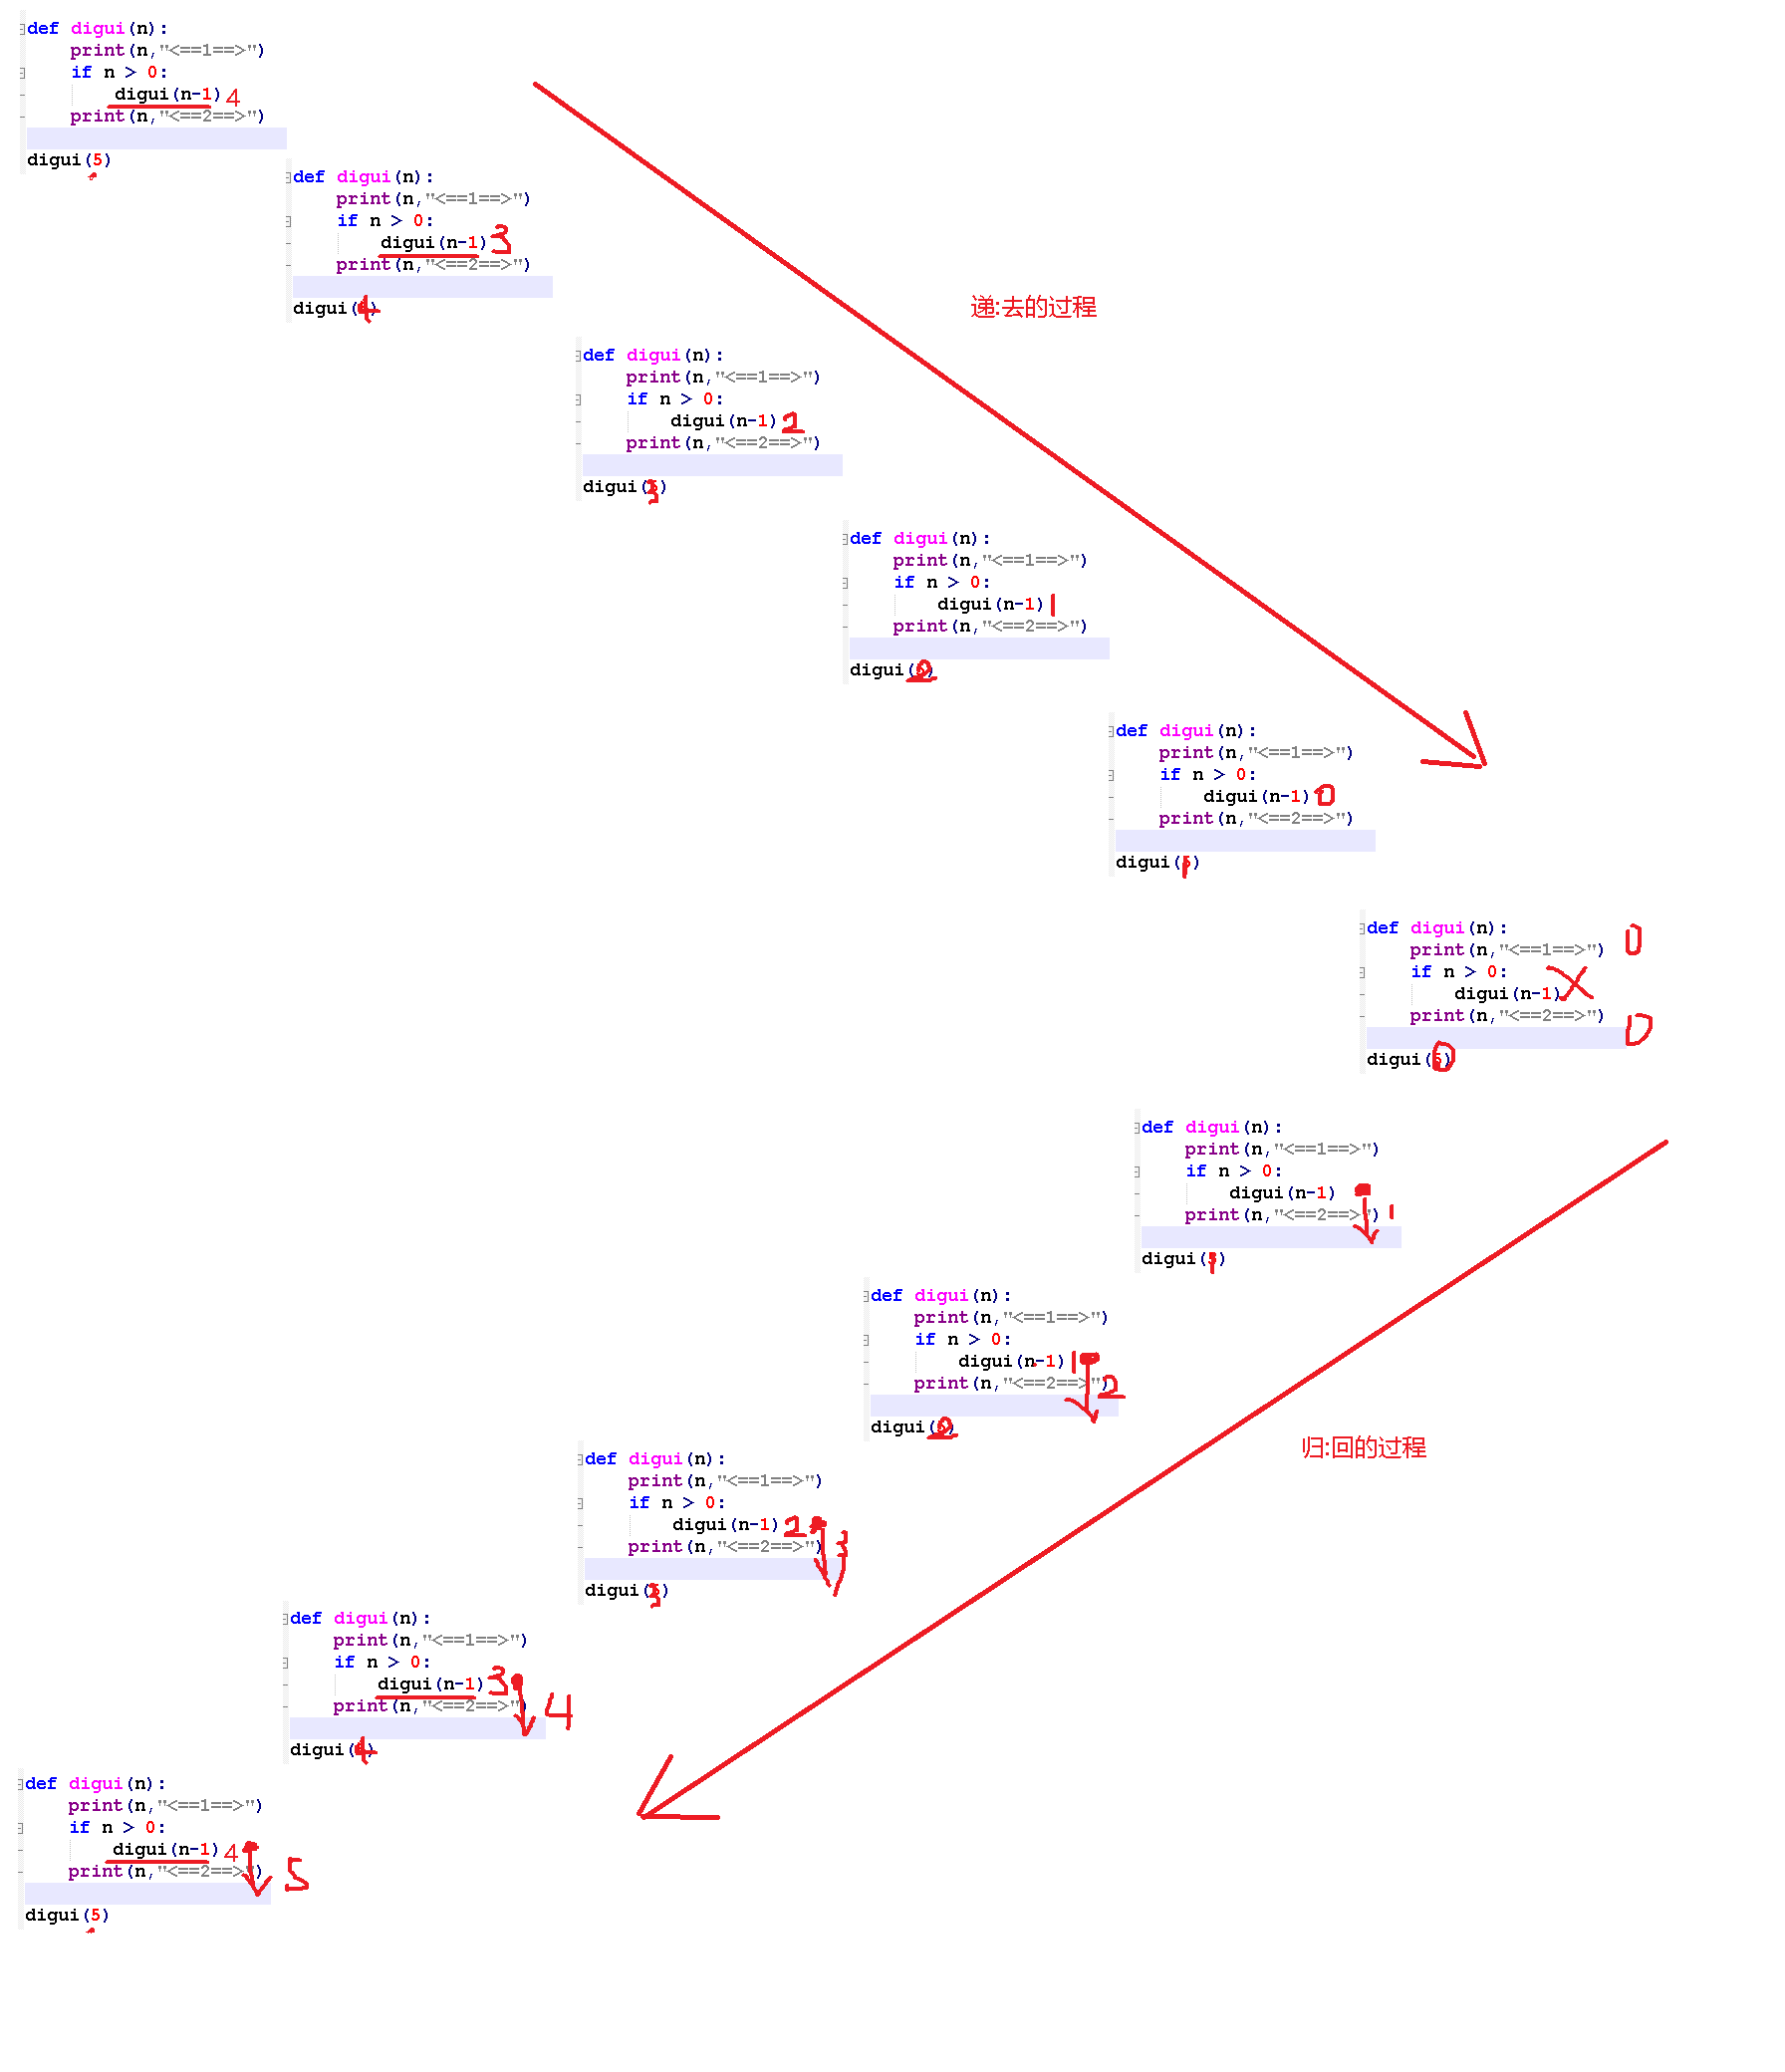 def digui(n):
    print(n,"<==1==>")
    if n > 0:
        digui(n-1) 4
    print(n,"<==2==>")
digui(5)
def digui(n):
    print(n,"<==1==>")
    if n > 0:
        digui(n-1) 3
    print(n,"<==2==>")
digui(4)
递:去的过程
def digui(n):
    print(n,"<==1==>")
    if n > 0:
        digui(n-1) 2
    print(n,"<==2==>")
digui(3)
def digui(n):
    print(n,"<==1==>")
    if n > 0:
        digui(n-1) 1
    print(n,"<==2==>")
digui(2)
def digui(n):
    print(n,"<==1==>")
    if n > 0:
        digui(n-1) 0
    print(n,"<==2==>")
digui(1)
def digui(n):
    print(n,"<==1==>") 0
    if n > 0:
        digui(n-1)
    print(n,"<==2==>") 0
digui(0)
def digui(n):
    print(n,"<==1==>")
    if n > 0:
        digui(n-1)
    print(n,"<==2==>") 1
digui(1)
def digui(n):
    print(n,"<==1==>")
    if n > 0:
        digui(n-1) 1
    print(n,"<==2==>") 2
digui(2)
归:回的过程
def digui(n):
    print(n,"<==1==>")
    if n > 0:
        digui(n-1) 2
    print(n,"<==2==>") 3
digui(3)
def digui(n):
    print(n,"<==1==>")
    if n > 0:
        digui(n-1) 3
    print(n,"<==2==>") 4
digui(4)
def digui(n):
    print(n,"<==1==>")
    if n > 0:
        digui(n-1) 4
    print(n,"<==2==>") 5
digui(5)